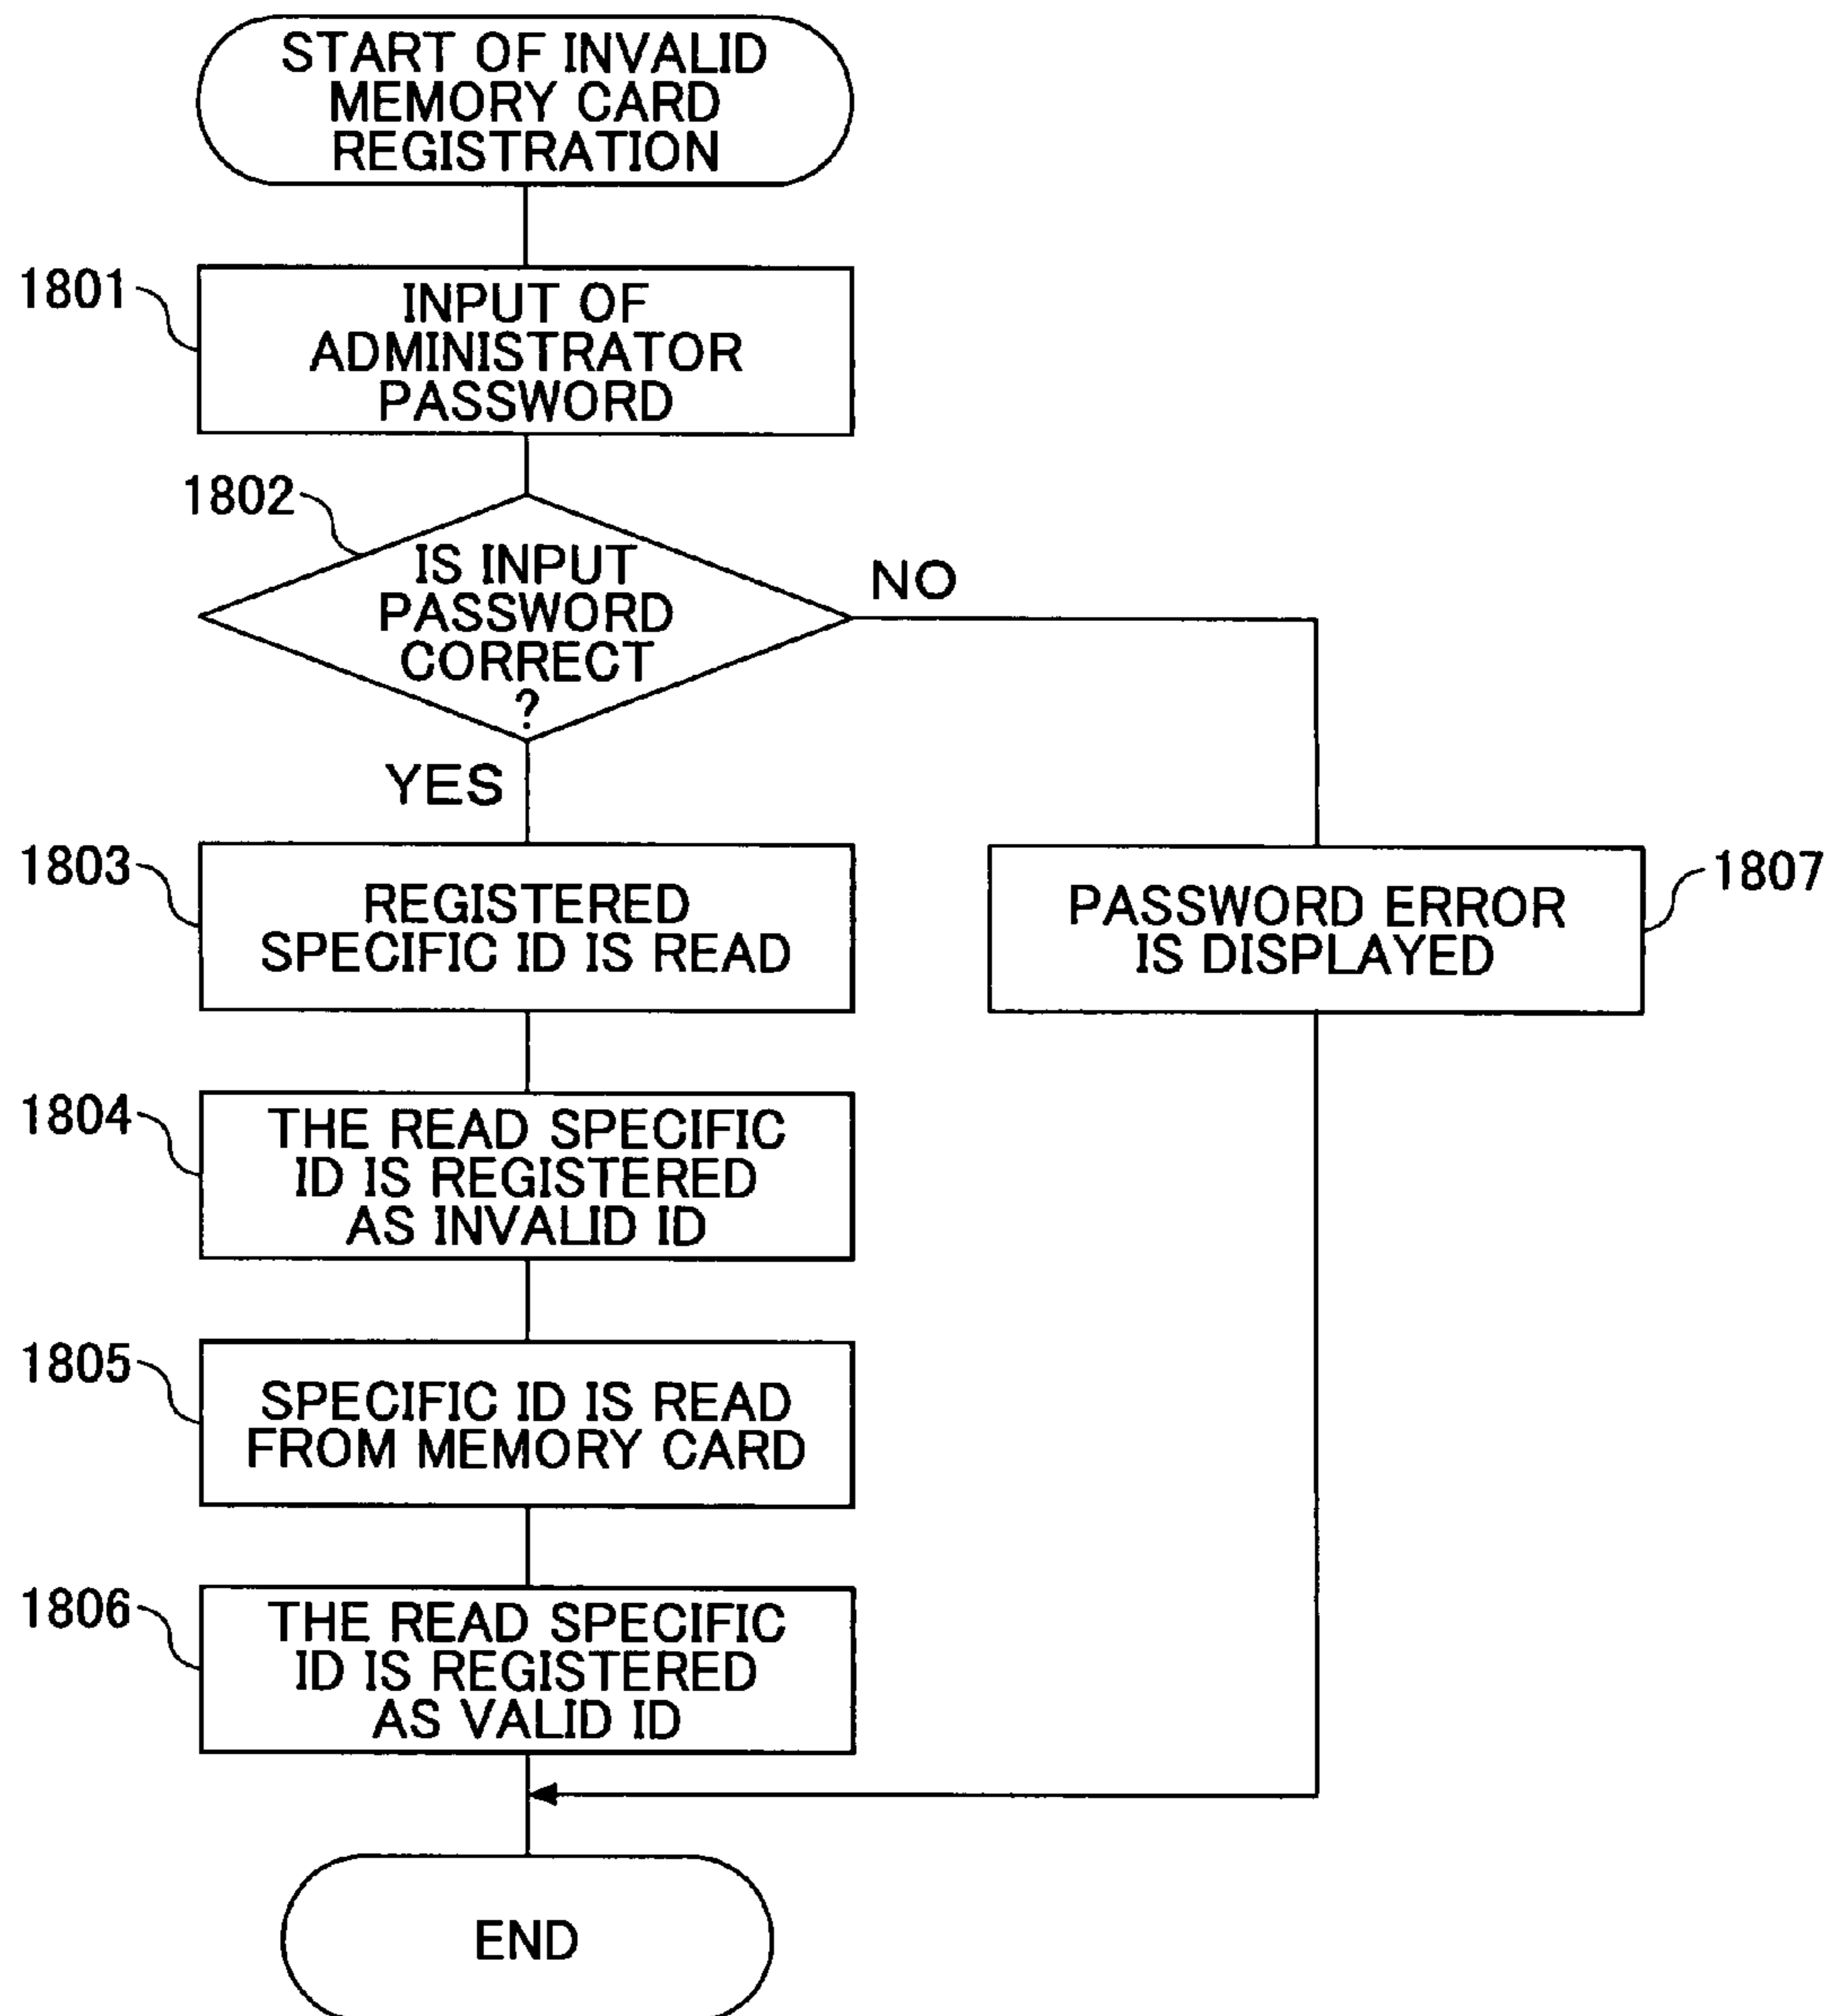 START OF INVALID
MEMORY CARD
REGISTRATION
1801
INPUT OF
ADMINISTRATOR
PASSWORD
1802
IS INPUT
PASSWORD
CORRECT
?
NO
YES
1803
REGISTERED
SPECIFIC ID IS READ
PASSWORD ERROR
IS DISPLAYED
1807
1804
THE READ SPECIFIC
ID IS REGISTERED
AS INVALID ID
1805
SPECIFIC ID IS READ
FROM MEMORY CARD
1806
THE READ SPECIFIC
ID IS REGISTERED
AS VALID ID
END